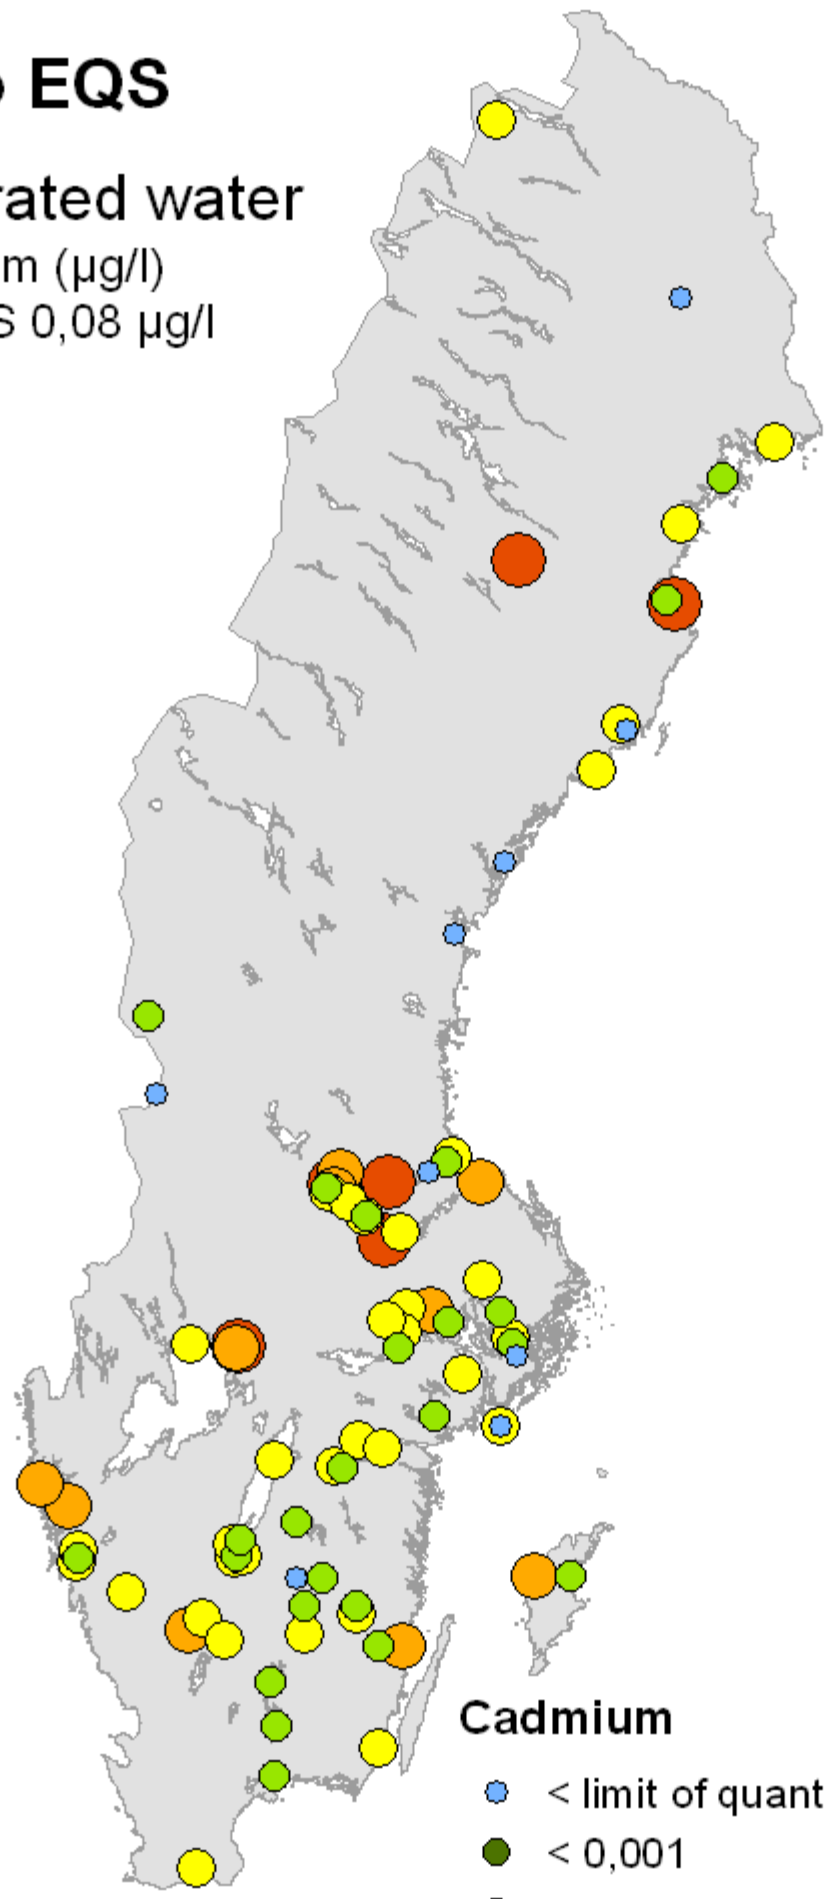 EQS
rated water
m (µg/l)
S 0,08 µg/l
Cadmium
< limit of quant
< 0,001